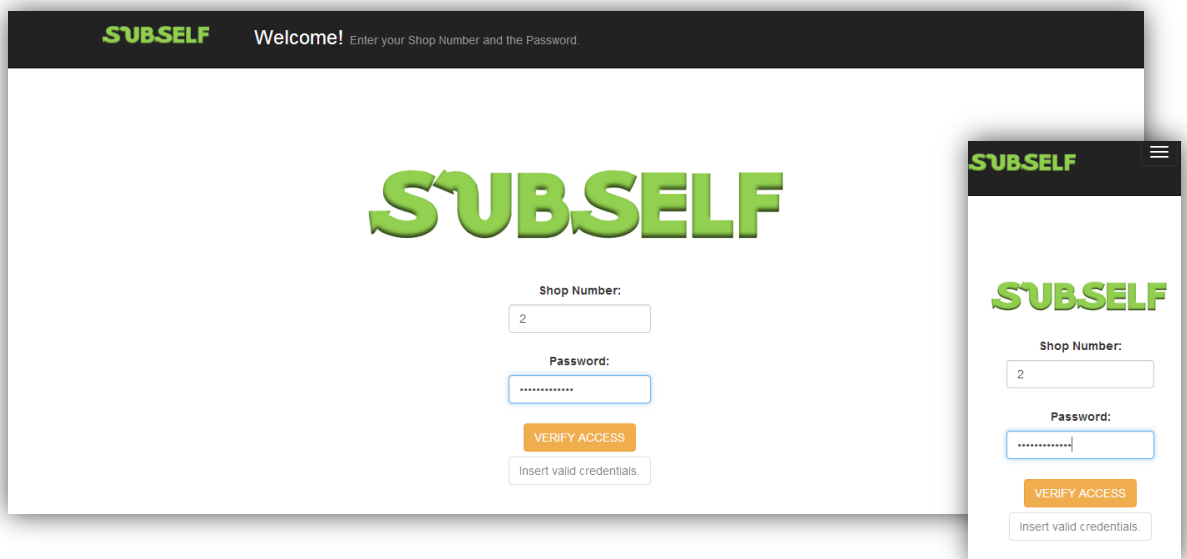 SUBSELF Welcome! Enter your Shop Number and the Password.
SUBSELF
Shop Number:
2
Password:
•••••••••••••
VERIFY ACCESS
Insert valid credentials.
SUBSELF
SUBSELF
Shop Number:
2
Password:
•••••••••••••
VERIFY ACCESS
Insert valid credentials.